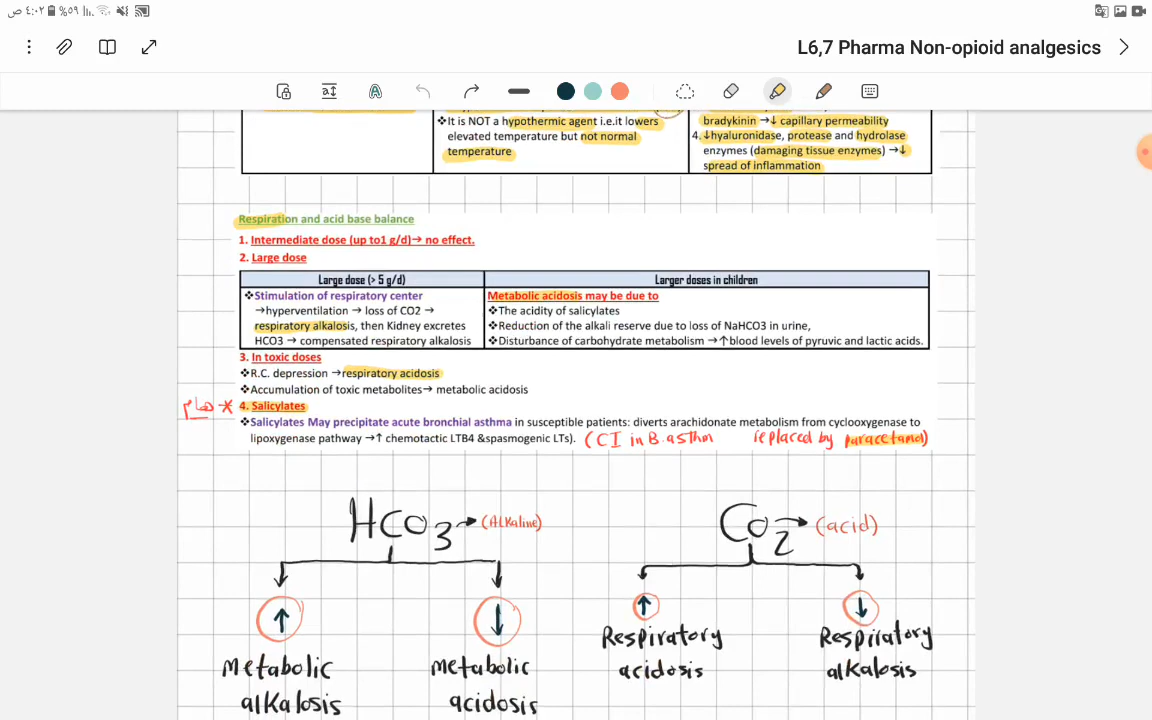 ٤:٠٢ ص ٥٩%
L6,7 Pharma Non-opioid analgesics
❖It is NOT a hypothermic agent i.e.it lowers
elevated temperature but not normal
temperature
bradykinin →↓ capillary permeability
4.↓hyaluronidase, protease and hydrolase
enzymes (damaging tissue enzymes) →↓
spread of inflammation
Respiration and acid base balance
1. Intermediate dose (up to1 g/d)→ no effect.
2. Large dose
Large dose (> 5 g/d)
❖Stimulation of respiratory center
→hyperventilation → loss of CO2 →
respiratory alkalosis, then Kidney excretes
HCO3 → compensated respiratory alkalosis
Larger doses in children
Metabolic acidosis may be due to
❖The acidity of salicylates
❖Reduction of the alkali reserve due to loss of NaHCO3 in urine,
❖Disturbance of carbohydrate metabolism →↑blood levels of pyruvic and lactic acids.
3. In toxic doses
❖R.C. depression →respiratory acidosis
❖Accumulation of toxic metabolites→ metabolic acidosis
هام * 4. Salicylates
❖Salicylates May precipitate acute bronchial asthma in susceptible patients: diverts arachidonate metabolism from cyclooxygenase to
lipoxygenase pathway →↑ chemotactic LTB4 &spasmogenic LTs). (CI in B.asthm replaced by paracetamol)
HCO3 → (Alkaline)
↑ ↓
Metabolic
alkalosis
Metabolic
acidosis
CO2 → (acid)
↑ ↓
Respiratory
acidosis
Respiratory
alkalosis